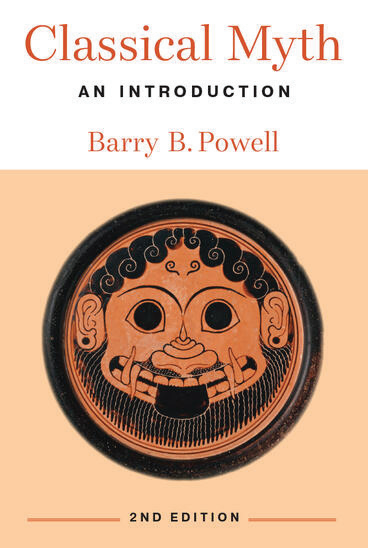 Classical Myth
AN INTRODUCTION
Barry B. Powell
2ND EDITION